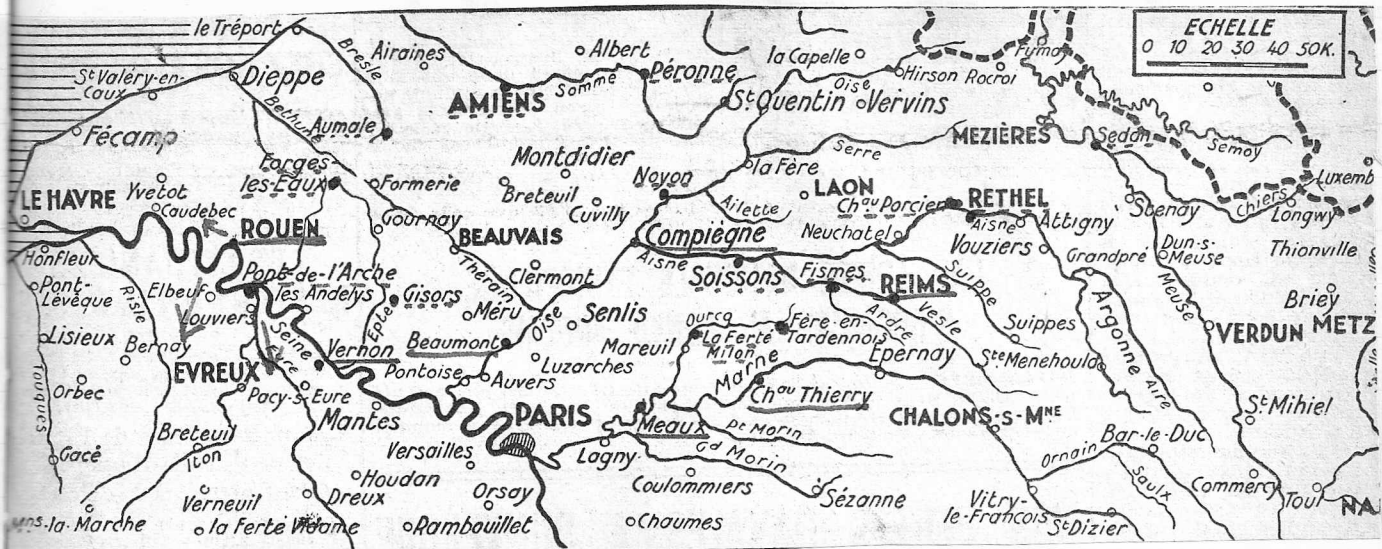 ECHELLE
0 10 20 30 40 50K.
le Tréport
Bresle
Airaines
Albert
la Capelle
Fumay
St Valéry-en-
Caux
Dieppe
Péronne
Oise
Hirson
Rocroi
AMIENS
Somme
St Quentin
Vervins
Bethune
Aumale
Fécamp
MEZIÈRES
Sedan
Semoy
Montdidier
Serre
la Fère
Forges-
les-Eaux
Formerie
Breteuil
Noyon
LAON
RETHEL
Luxemb
Yvetot
LE HAVRE
Caudebec
Cuvilly
Ailette
Chau Porcien
Stenay
Chiers
Longwy
ROUEN
Gournay
BEAUVAIS
Compiègne
Neuchatel
Aisne
Attigny
Vouziers
Dun-s-
Meuse
Thionville
Honfleur
Pont-de-l'Arche
Thérain
Clermont
Aisne
Soissons
Fismes
Grandpré
Pont-
Lévêque
Risle
Elbeuf
les Andelys
Gisors
Méru
Oise
Senlis
REIMS
Suippe
Argonne
Meuse
Briey
METZ
Louviers
Seine
Epte
Ourcq
Fère-en-
Tardennois
Ardre
Vesle
Suippes
VERDUN
Lisieux
Bernay
Eure
Vernon
Beaumont
Mareuil
La Ferté
Milon
Ste Menehould
EVREUX
Pontoise
Auvers
Luzarches
Marne
Epernay
Aire
Touques
Orbec
Pacy-s-Eure
Mantes
PARIS
Chau Thierry
CHALONS-s-MNE
St Mihiel
Breteuil
Iton
Versailles
Meaux
Pt Morin
Bar-le-Duc
Gacé
Houdan
Lagny
Gd Morin
Ornain
Saulx
Commercy
Verneuil
Dreux
Orsay
Coulommiers
Sézanne
Vitry-
le-François
Toul
la-Marche
la Ferté Vidame
Rambouillet
Chaumes
St Dizier
NA